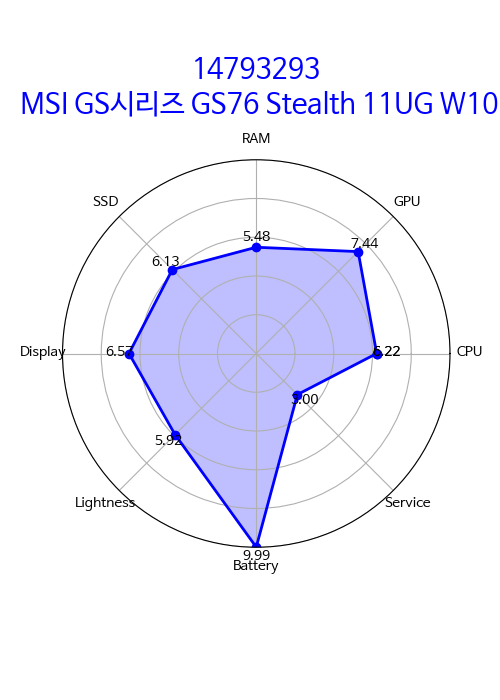 14793293
MSI GS시리즈 GS76 Stealth 11UG W10
RAM
SSD
GPU
5.48
7.44
6.13
Display
6.57
6.22
CPU
3.00
5.92
Lightness
Service
9.99
Battery